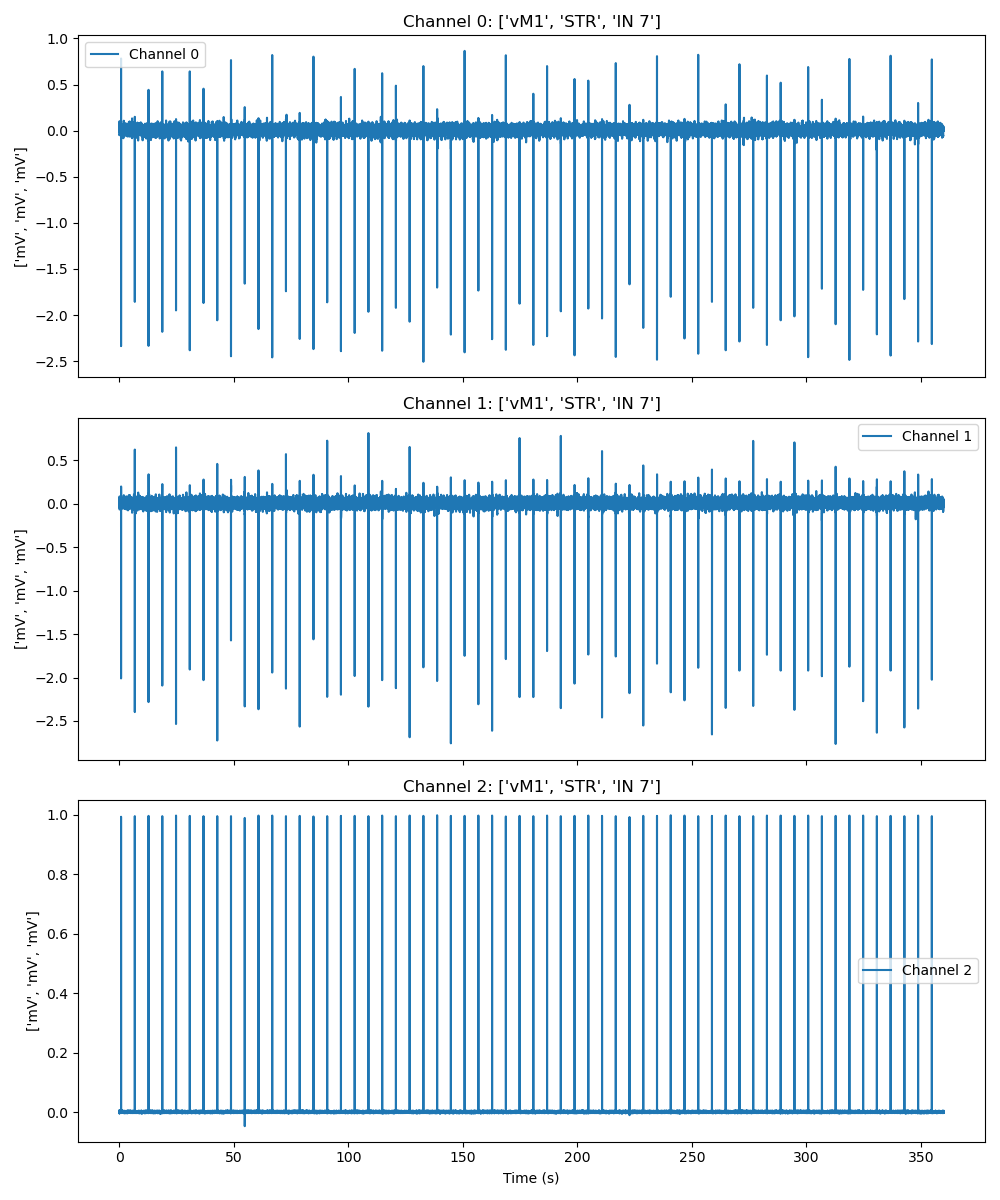 Channel 0: ['vM1', 'STR', 'IN 7']
1.0
0.5
0.0
−0.5
−1.0
−1.5
−2.0
−2.5
['mV', 'mV', 'mV']
Channel 0
Channel 1: ['vM1', 'STR', 'IN 7']
0.5
0.0
−0.5
−1.0
−1.5
−2.0
−2.5
['mV', 'mV', 'mV']
Channel 1
Channel 2: ['vM1', 'STR', 'IN 7']
1.0
0.8
0.6
0.4
0.2
0.0
['mV', 'mV', 'mV']
Channel 2
0 50 100 150 200 250 300 350
Time (s)